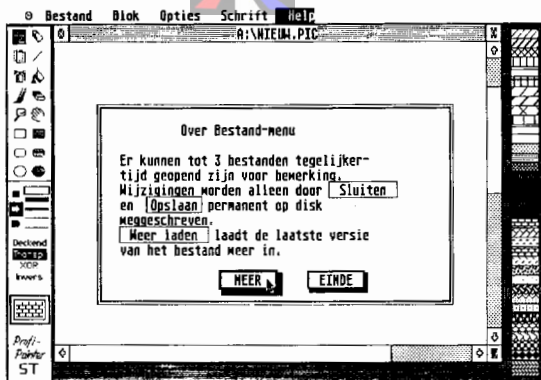 Bestand Blok Opties Schrift Help
A:\NIEUW.PIC
Over Bestand-menu
Er kunnen tot 3 bestanden tegelijker-
tijd geopend zijn voor bewerking.
Wijzigingen worden alleen door Sluiten
en Opslaan permanent op disk
weggeschreven.
Weer laden laadt de laatste versie
van het bestand weer in.
MEER EINDE
Deckend
Transp.
XOR
Invers
Profi-
Painter
ST